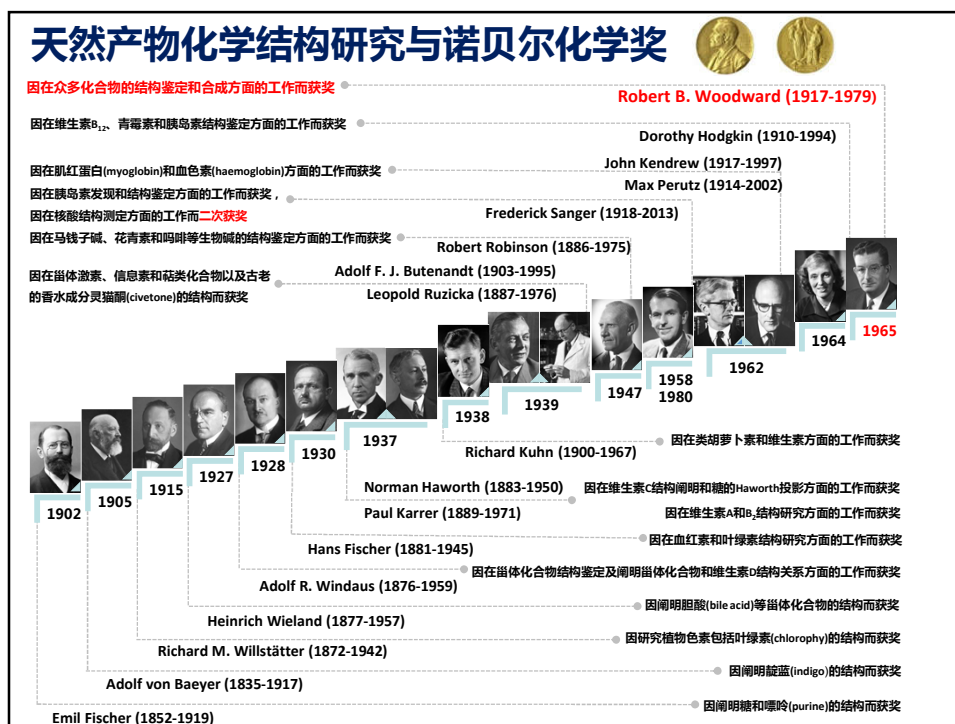 天然产物化学结构研究与诺贝尔化学奖
因在众多化合物的结构鉴定和合成方面的工作而获奖
Robert B. Woodward (1917-1979)
因在维生素B12、青霉素和胰岛素结构鉴定方面的工作而获奖
Dorothy Hodgkin (1910-1994)
因在肌红蛋白(myoglobin)和血色素(haemoglobin)方面的工作而获奖
John Kendrew (1917-1997)
Max Perutz (1914-2002)
因在胰岛素发现和结构鉴定方面的工作而获奖，
因在核酸结构测定方面的工作而二次获奖
Frederick Sanger (1918-2013)
因在马钱子碱、花青素和吗啡等生物碱的结构鉴定方面的工作而获奖
Robert Robinson (1886-1975)
因在甾体激素、信息素和萜类化合物以及古老
的香水成分灵猫酮(civetone)的结构而获奖
Adolf F. J. Butenandt (1903-1995)
Leopold Ruzicka (1887-1976)
1965
1964
1962
1958
1980
1947
1939
1938
1937
1930
1928
1927
1915
1905
1902
因在类胡萝卜素和维生素方面的工作而获奖
Richard Kuhn (1900-1967)
Norman Haworth (1883-1950)
因在维生素C结构阐明和糖的Haworth投影方面的工作而获奖
Paul Karrer (1889-1971)
因在维生素A和B2结构研究方面的工作而获奖
因在血红素和叶绿素结构研究方面的工作而获奖
Hans Fischer (1881-1945)
因在甾体化合物结构鉴定及阐明甾体化合物和维生素D结构关系方面的工作而获奖
Adolf R. Windaus (1876-1959)
因阐明胆酸(bile acid)等甾体化合物的结构而获奖
Heinrich Wieland (1877-1957)
因研究植物色素包括叶绿素(chlorophy)的结构而获奖
Richard M. Willstätter (1872-1942)
因阐明靛蓝(indigo)的结构而获奖
Adolf von Baeyer (1835-1917)
因阐明糖和嘌呤(purine)的结构而获奖
Emil Fischer (1852-1919)